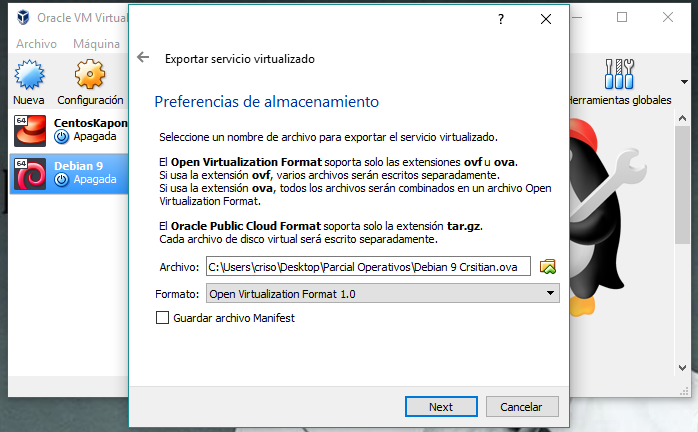 Oracle VM Virtual
Archivo Máquina
Nueva Configuración
Herramientas globales
64 CentosKapon
Apagada
64 Debian 9
Apagada
?
Exportar servicio virtualizado
Preferencias de almacenamiento
Seleccione un nombre de archivo para exportar el servicio virtualizado.
El Open Virtualization Format soporta solo las extensiones ovf u ova.
Si usa la extensión ovf, varios archivos serán escritos separadamente.
Si usa la extensión ova, todos los archivos serán combinados en un archivo Open
Virtualization Format.
El Oracle Public Cloud Format soporta solo la extensión tar.gz.
Cada archivo de disco virtual será escrito separadamente.
Archivo: C:\Users\criso\Desktop\Parcial Operativos\Debian 9 Crsitian.ova
Formato: Open Virtualization Format 1.0
Guardar archivo Manifest
Next Cancelar